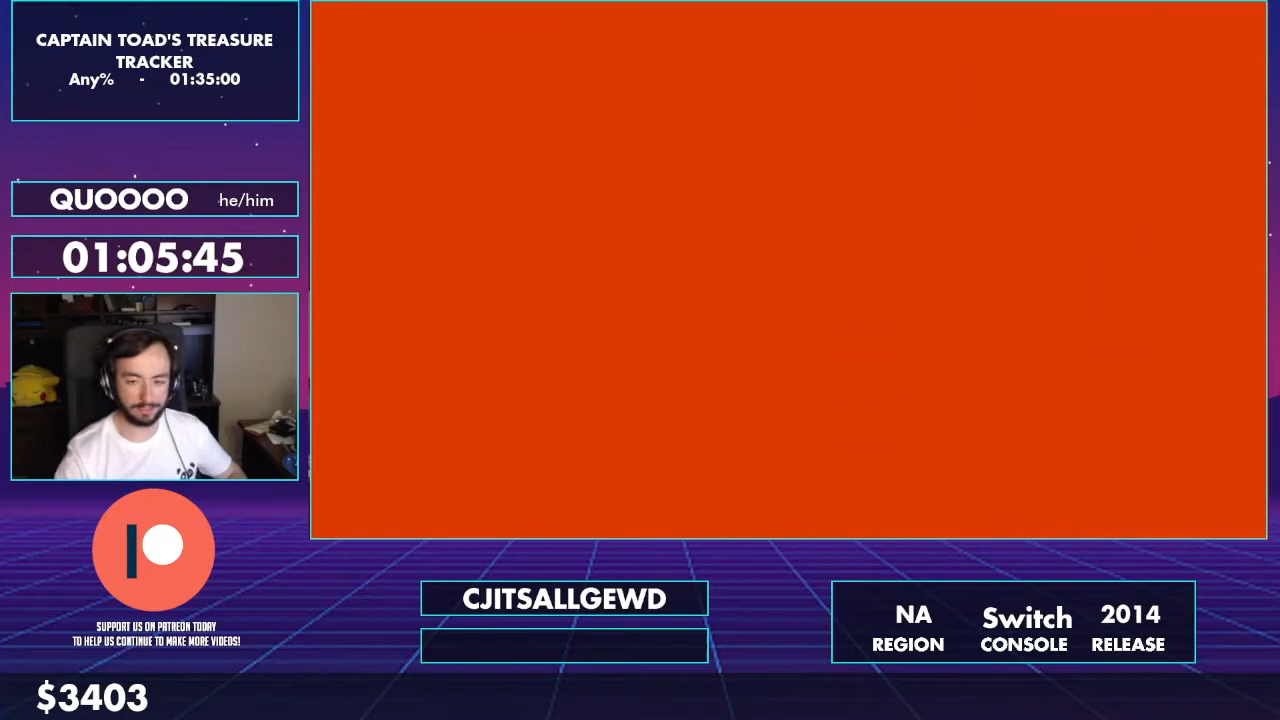 CAPTAIN TOAD'S TREASURE
TRACKER
Any% - 01:35:00
QUOOOO he/him
01:05:45
SUPPORT US ON PATREON TODAY
TO HELP US CONTINUE TO MAKE MORE VIDEOS!
CJITSALLGEWD
NA Switch 2014
REGION CONSOLE RELEASE
$3403